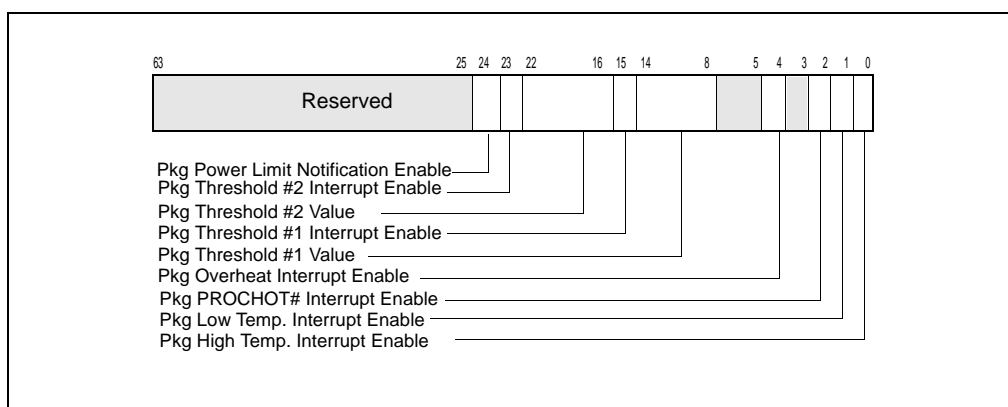 63 25 24 23 22 16 15 14 8 5 4 3 2 1 0
Reserved
Pkg Power Limit Notification Enable
Pkg Threshold #2 Interrupt Enable
Pkg Threshold #2 Value
Pkg Threshold #1 Interrupt Enable
Pkg Threshold #1 Value
Pkg Overheat Interrupt Enable
Pkg PROCHOT# Interrupt Enable
Pkg Low Temp. Interrupt Enable
Pkg High Temp. Interrupt Enable